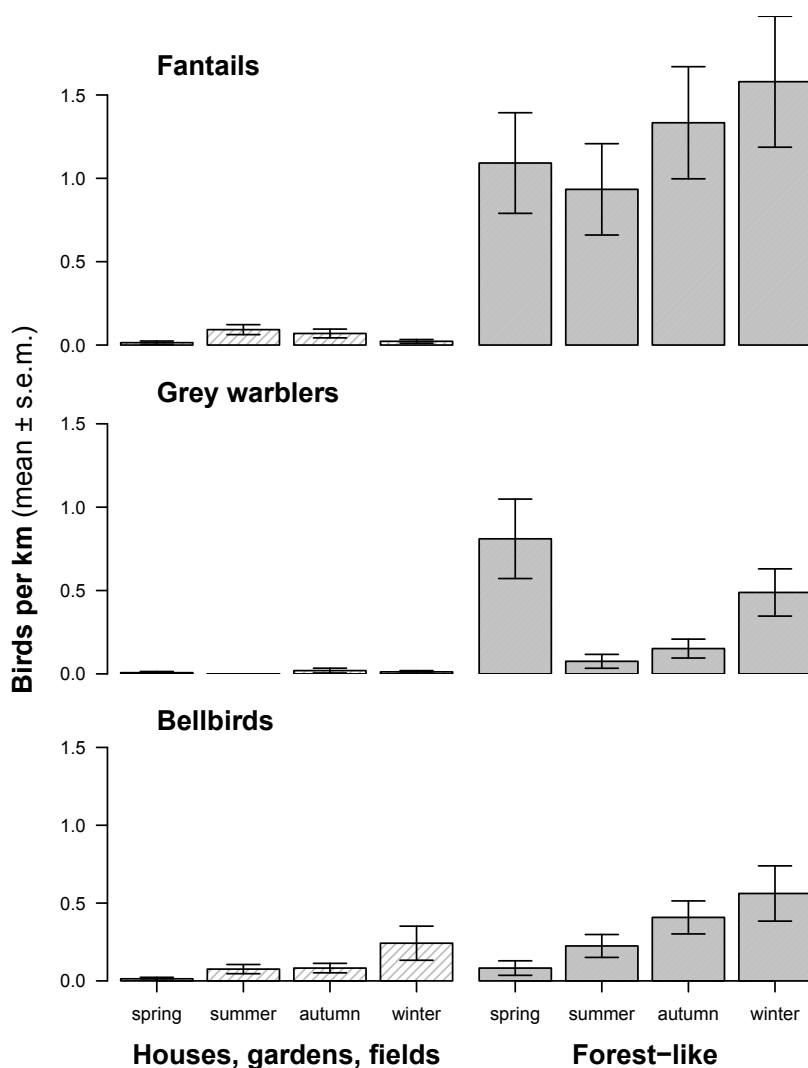 Fantails
1.5
1.0
0.5
0.0
Grey warblers
1.5
1.0
0.5
0.0
Birds per km (mean ± s.e.m.)
Bellbirds
1.5
1.0
0.5
0.0
spring summer autumn winter spring summer autumn winter
Houses, gardens, fields Forest−like